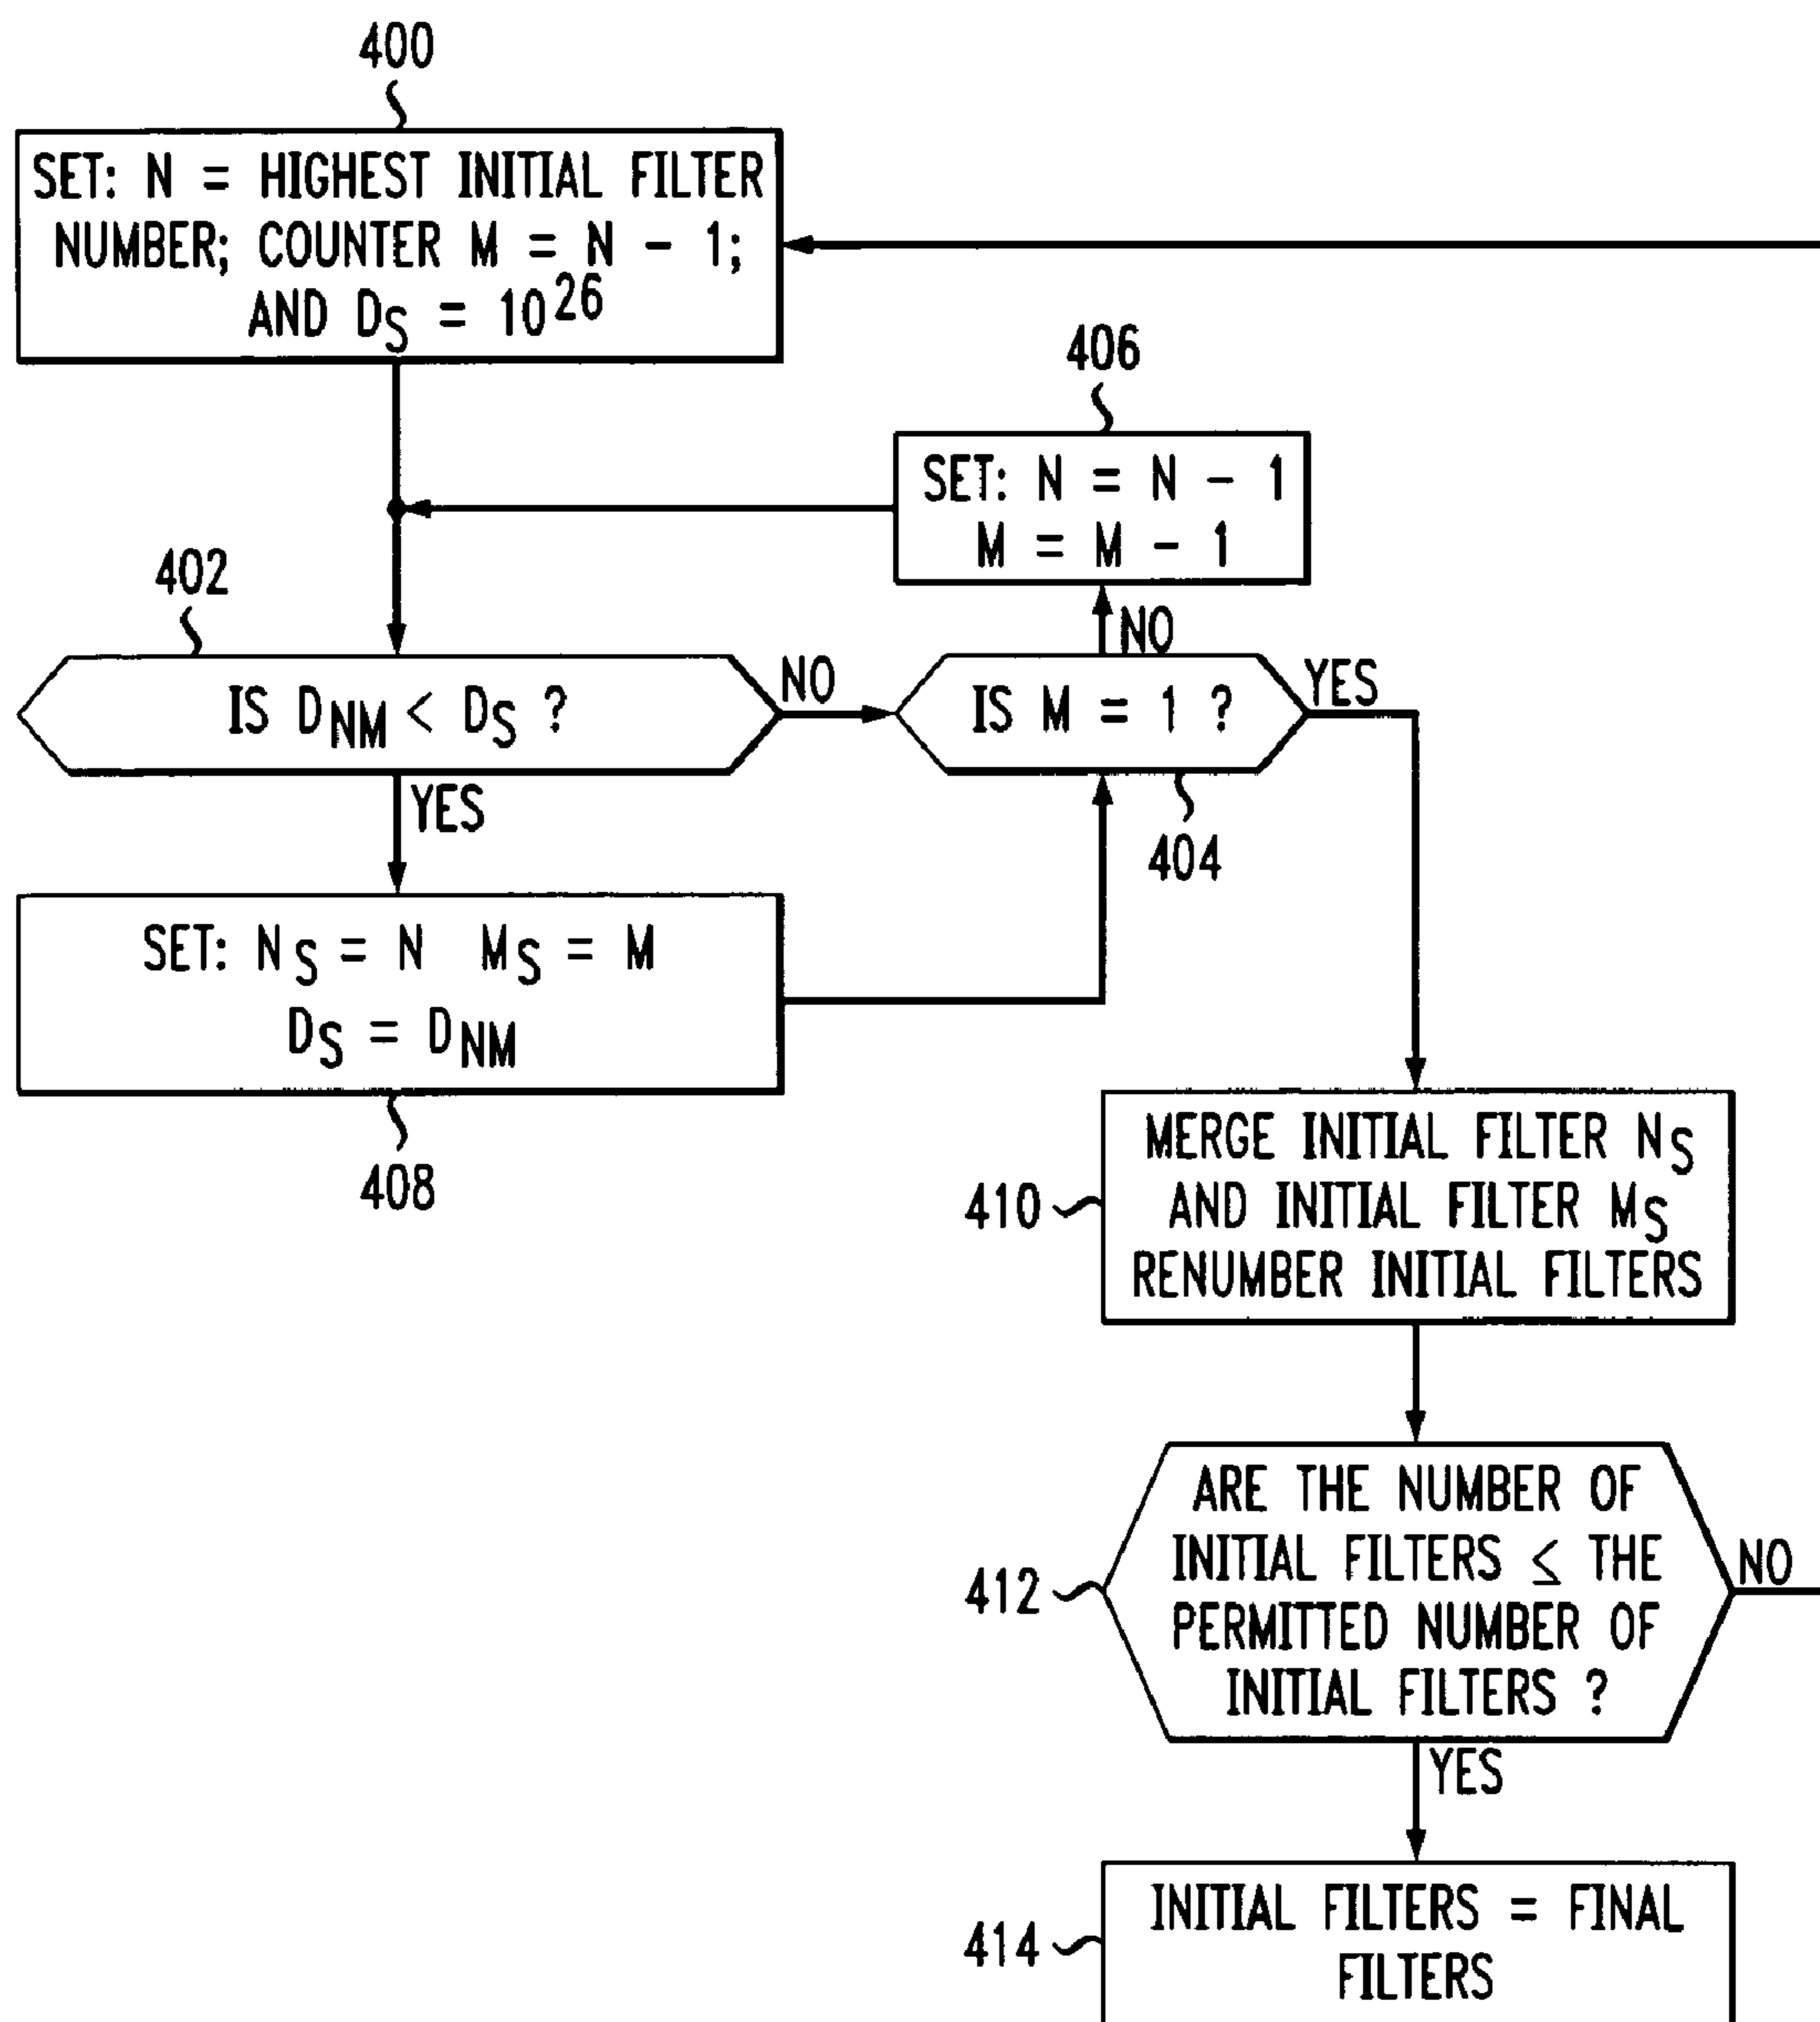 400
SET: N = HIGHEST INITIAL FILTER
NUMBER; COUNTER M = N - 1;
AND DS = 10^26
406
SET: N = N - 1
M = M - 1
402
NO
IS DNM < DS ?
NO
IS M = 1 ?
YES
YES
404
SET: NS = N MS = M
DS = DNM
408
MERGE INITIAL FILTER NS
AND INITIAL FILTER MS
RENUMBER INITIAL FILTERS
410
ARE THE NUMBER OF
INITIAL FILTERS ≤ THE
PERMITTED NUMBER OF
INITIAL FILTERS ?
412
NO
YES
INITIAL FILTERS = FINAL
FILTERS
414